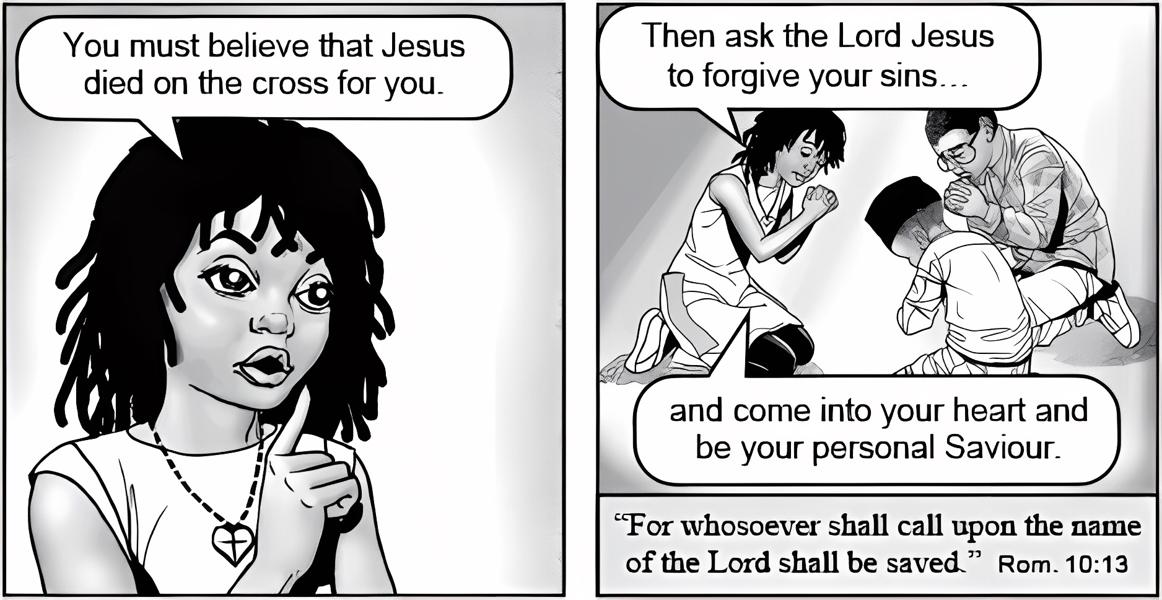 You must believe that Jesus
died on the cross for you.
Then ask the Lord Jesus
to forgive your sins...
and come into your heart and
be your personal Saviour.
“For whosoever shall call upon the name
of the Lord shall be saved.” Rom. 10:13